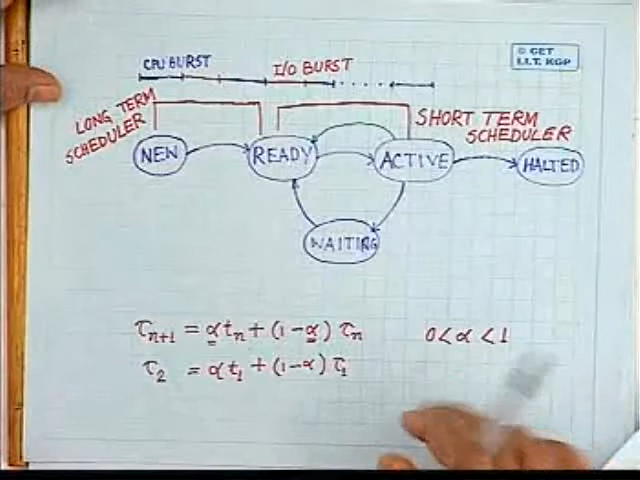 © CET
I.I.T. KGP
CPU BURST
I/O BURST
LONG TERM
SCHEDULER
SHORT TERM
SCHEDULER
NEW
READY
ACTIVE
HALTED
WAITING
τn+1 = αtn + (1-α) τn
0 < α < 1
τ2 = αt1 + (1-α) τ1